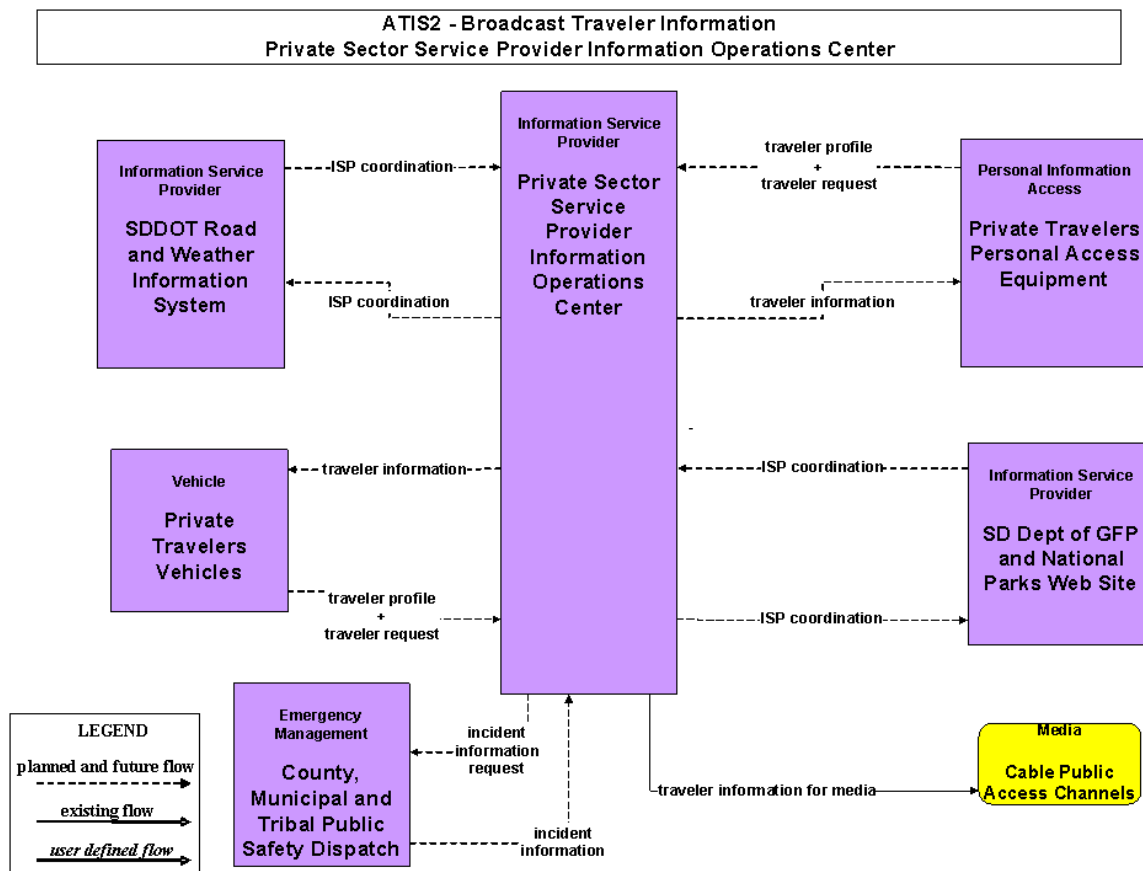 ATIS2 - Broadcast Traveler Information
Private Sector Service Provider Information Operations Center
Information Service
Provider
SDDOT Road
and Weather
Information
System
ISP coordination
ISP coordination
Information Service
Provider
Private Sector
Service
Provider
Information
Operations
Center
traveler profile
+
traveler request
traveler information
Personal Information
Access
Private Travelers
Personal Access
Equipment
Vehicle
Private
Travelers
Vehicles
traveler information
traveler profile
+
traveler request
-
ISP coordination
ISP coordination
Information Service
Provider
SD Dept of GFP
and National
Parks Web Site
LEGEND
planned and future flow
existing flow
user defined flow
Emergency
Management
County,
Municipal and
Tribal Public
Safety Dispatch
incident
information
request
incident
information
traveler information for media
Media
Cable Public
Access Channels